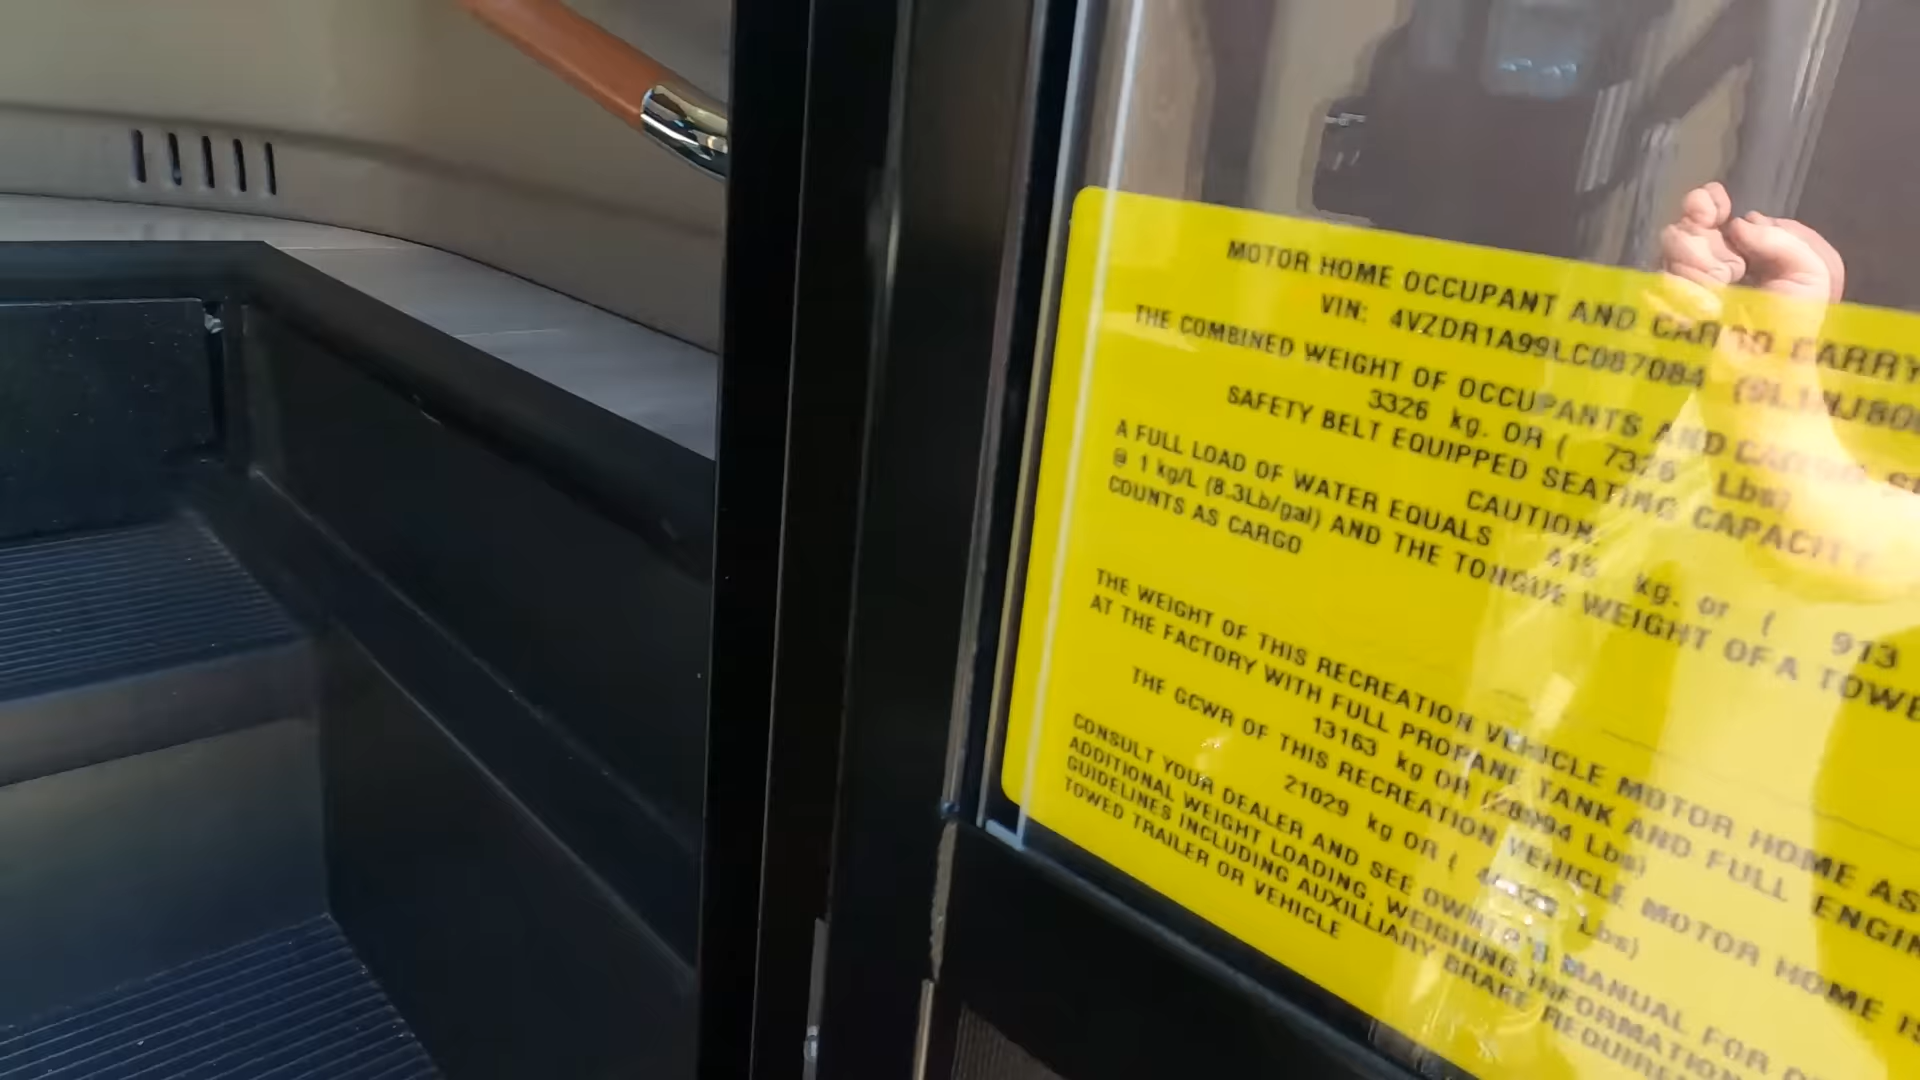 MOTOR HOME OCCUPANT AND CARGO CARRY
VIN: 4VZDR1A99LC087084
THE COMBINED WEIGHT OF OCCUPANTS AND CARGO
3326 kg. OR ( 7326 Lbs)
SAFETY BELT EQUIPPED SEATING CAPACITY
CAUTION:
A FULL LOAD OF WATER EQUALS 415 kg. or ( 913
@ 1 kg/L (8.3Lb/gal) AND THE TONGUE WEIGHT OF A TOWE
COUNTS AS CARGO
THE WEIGHT OF THIS RECREATION VEHICLE MOTOR HOME AS
AT THE FACTORY WITH FULL PROPANE TANK AND FULL ENGIN
13163 kg OR (28994 Lbs)
THE GCWR OF THIS RECREATION VEHICLE MOTOR HOME IS
21029 kg OR ( Lbs)
CONSULT YOUR DEALER AND SEE OWNER'S MANUAL FOR
ADDITIONAL WEIGHT LOADING, WEIGHING INFORMATION
GUIDELINES INCLUDING AUXILLIARY BRAKE REQUIREM
TOWED TRAILER OR VEHICLE